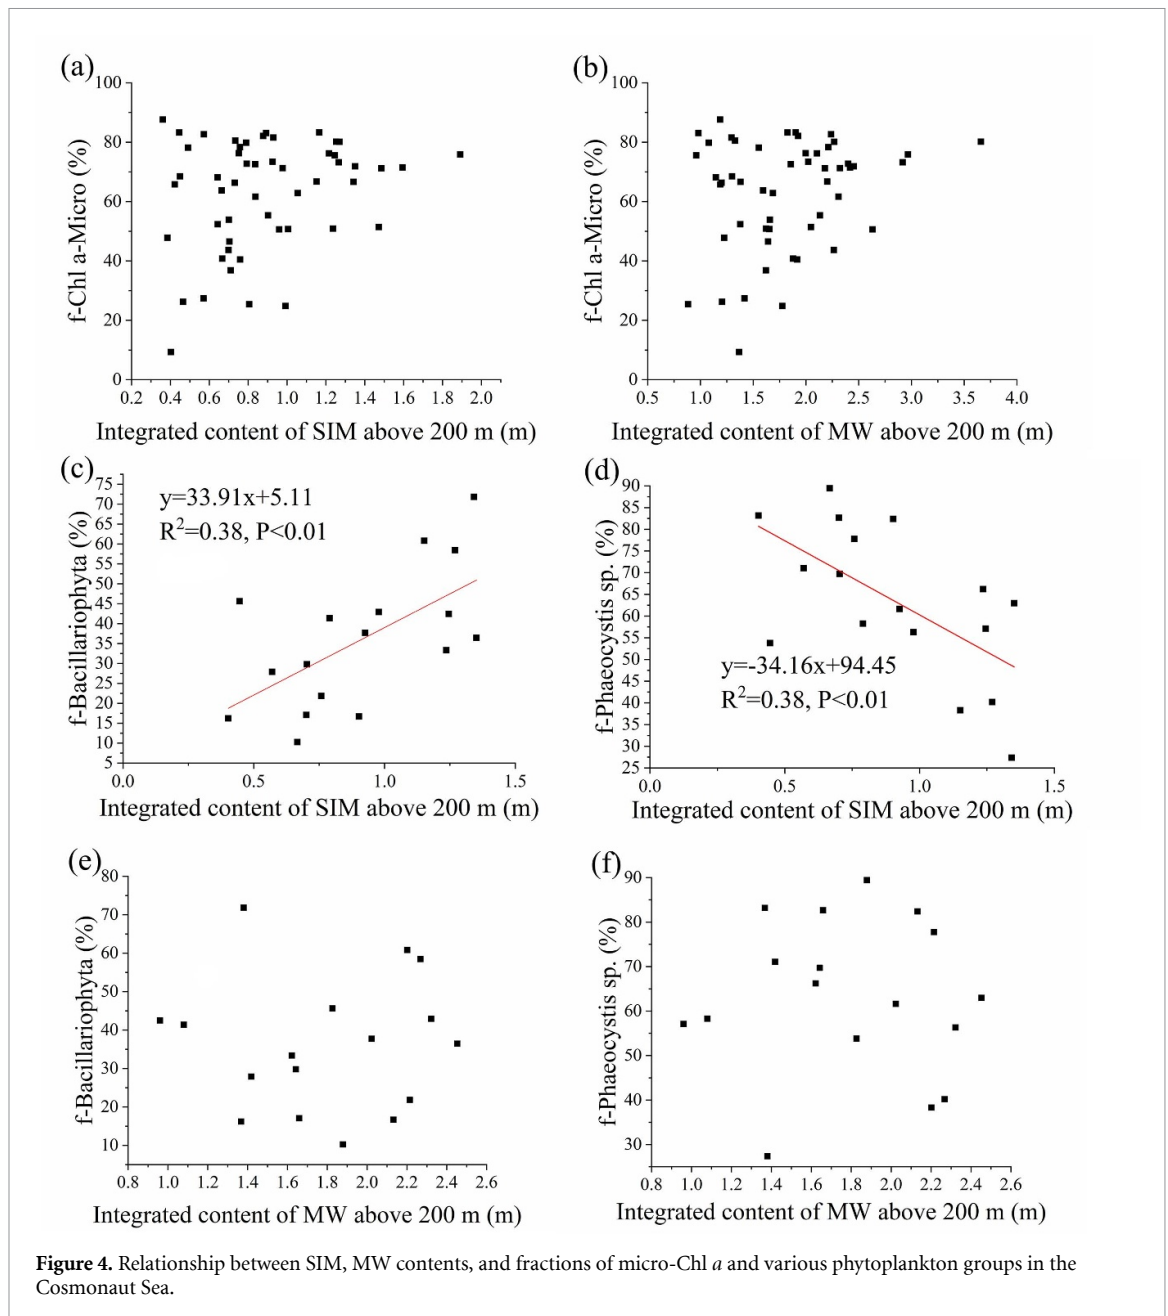 (a)
100
80
60
40
20
0
f-Chl a-Micro (%)
0.2 0.4 0.6 0.8 1.0 1.2 1.4 1.6 1.8 2.0
Integrated content of SIM above 200 m (m)
(b)
100
80
60
40
20
0
f-Chl a-Micro (%)
0.5 1.0 1.5 2.0 2.5 3.0 3.5 4.0
Integrated content of MW above 200 m (m)
(c)
75
70
65
60
55
50
45
40
35
30
25
20
15
10
5
f-Bacillariophyta (%)
y=33.91x+5.11
R²=0.38, P<0.01
0.0 0.5 1.0 1.5
Integrated content of SIM above 200 m (m)
(d)
90
85
80
75
70
65
60
55
50
45
40
35
30
25
f-Phaeocystis sp. (%)
y=-34.16x+94.45
R²=0.38, P<0.01
0.0 0.5 1.0 1.5
Integrated content of SIM above 200 m (m)
(e)
80
70
60
50
40
30
20
10
f-Bacillariophyta (%)
0.8 1.0 1.2 1.4 1.6 1.8 2.0 2.2 2.4 2.6
Integrated content of MW above 200 m (m)
(f)
90
80
70
60
50
40
30
f-Phaeocystis sp. (%)
0.8 1.0 1.2 1.4 1.6 1.8 2.0 2.2 2.4 2.6
Integrated content of MW above 200 m (m)
Figure 4. Relationship between SIM, MW contents, and fractions of micro-Chl a and various phytoplankton groups in the
Cosmonaut Sea.